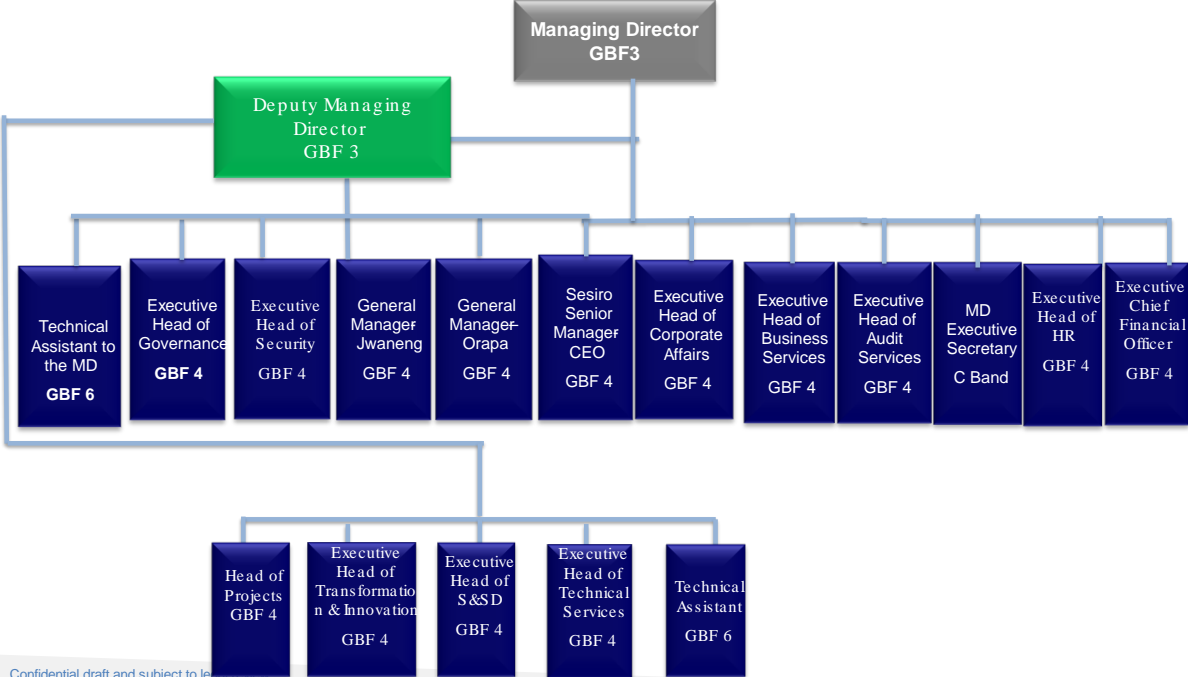 Managing Director
GBF3
Deputy Managing
Director
GBF 3
Technical
Assistant to
the MD
GBF 6
Executive
Head of
Governance
GBF 4
Executive
Head of
Security
GBF 4
General
Manager-
Jwaneng
GBF 4
General
Manager-
Orapa
GBF 4
Sesiro
Senior
Manager-
CEO
GBF 4
Executive
Head of
Corporate
Affairs
GBF 4
Executive
Head of
Business
Services
GBF 4
Executive
Head of
Audit
Services
GBF 4
MD
Executive
Secretary
C Band
Executive
Head of
HR
GBF 4
Executive
Chief
Financial
Officer
GBF 4
Head of
Projects
GBF 4
Executive
Head of
Transformatio
n & Innovation
GBF 4
Executive
Head of
S&SD
GBF 4
Executive
Head of
Technical
Services
GBF 4
Technical
Assistant
GBF 6
Confidential draft and subject to